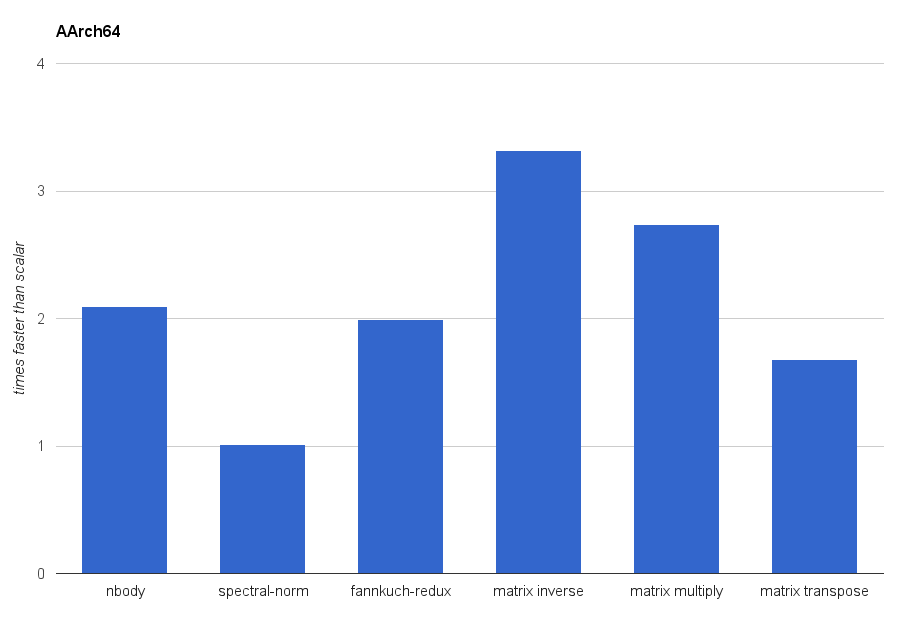 AArch64
4
3
2
1
0
times faster than scalar
nbody
spectral-norm
fannkuch-redux
matrix inverse
matrix multiply
matrix transpose